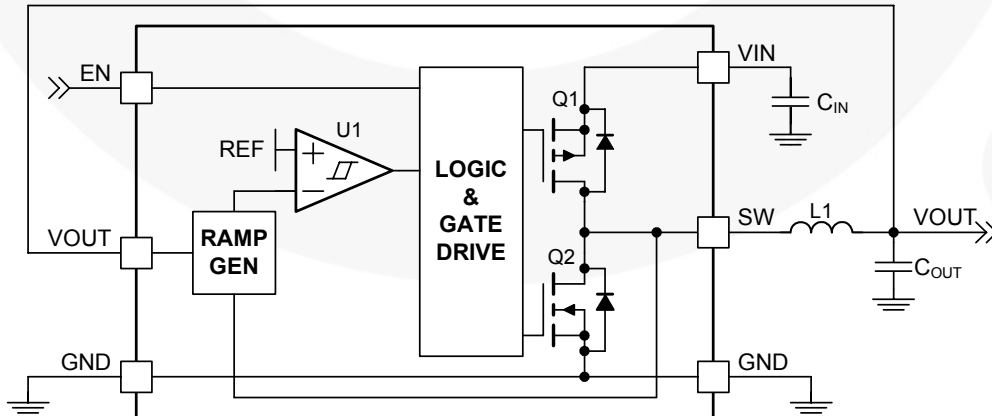 EN
VIN
Q1
C_IN
U1
REF
+
−
LOGIC
&
GATE
DRIVE
VOUT
RAMP
GEN
SW
L1
VOUT
Q2
C_OUT
GND
GND